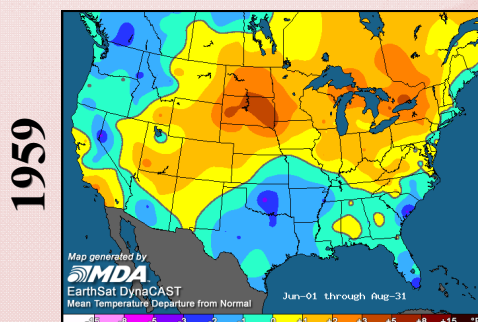 1959
Map generated by
MDA
EarthSat DynaCAST
Mean Temperature Departure from Normal
Jun-01 through Aug-31